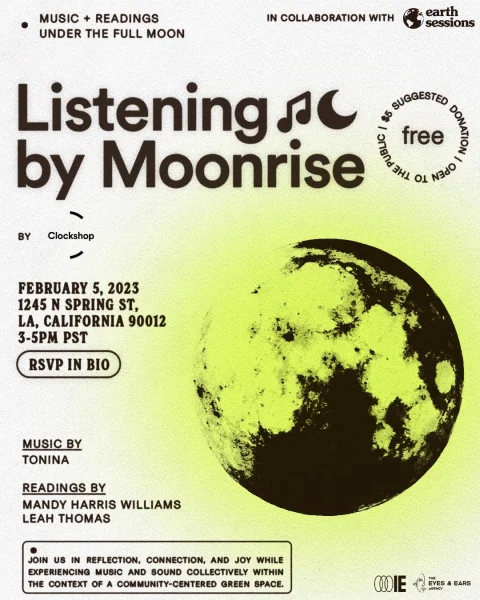 MUSIC + READINGS
UNDER THE FULL MOON
IN COLLABORATION WITH earth sessions
Listening
by Moonrise
$5 SUGGESTED DONATION | OPEN TO THE PUBLIC |
free
BY Clockshop
FEBRUARY 5, 2023
1245 N SPRING ST,
LA, CALIFORNIA 90012
3-5PM PST
RSVP IN BIO
MUSIC BY
TONINA
READINGS BY
MANDY HARRIS WILLIAMS
LEAH THOMAS
JOIN US IN REFLECTION, CONNECTION, AND JOY WHILE
EXPERIENCING MUSIC AND SOUND COLLECTIVELY WITHIN
THE CONTEXT OF A COMMUNITY-CENTERED GREEN SPACE.
IE
THE
EYES & EARS
AGENCY